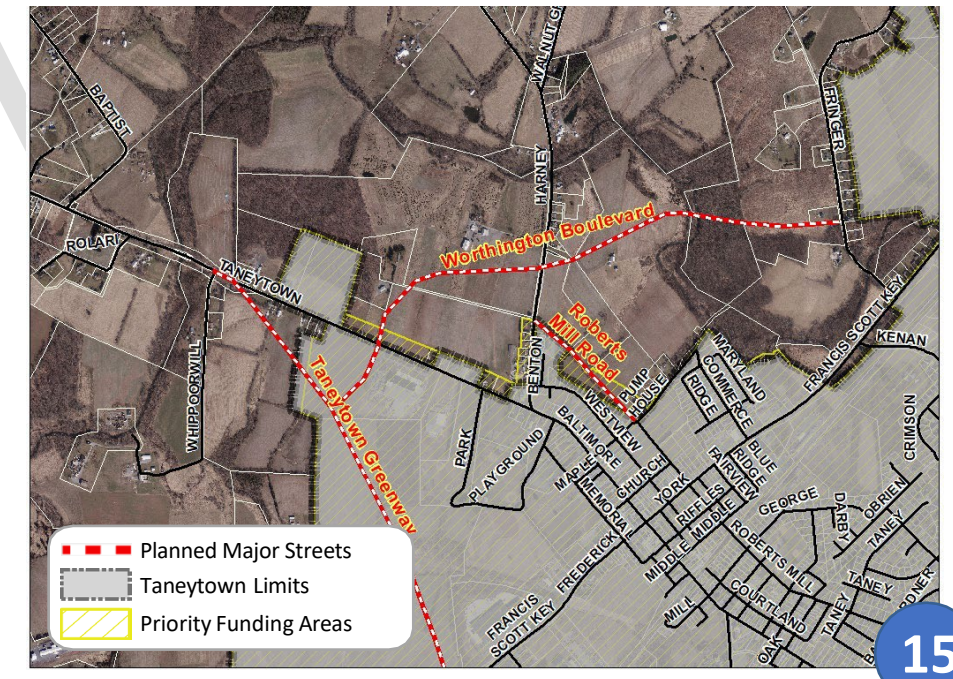 BAPTIST
WALNUT G
FRINGER
HARNEY
ROLARI
TANEYTOWN
Worthington Boulevard
WHIPPOORWILL
Taneytown Greenway
Roberts
Mill Road
BENTON
PUMP
HOUSE
WESTVIEW
MARYLAND
COMMERCE
RIDGE
FRANCIS SCOTT KEY
KENAN
CRIMSON
PARK
PLAYGROUND
BALTIMORE
MAPLE
MEMORIAL
CHURCH
YORK
RIFFLES
FAIRVIEW
BLUE
RIDGE
GEORGE
DARBY
OBRIEN
TANEY
MIDDLE
MIDDLE
FREDERICK
FRANCIS
SCOTT KEY
ROBERTS MILL
COURTLAND
MILL
OAK
TANEY
TANEY
RDNER
Planned Major Streets
Taneytown Limits
Priority Funding Areas
15